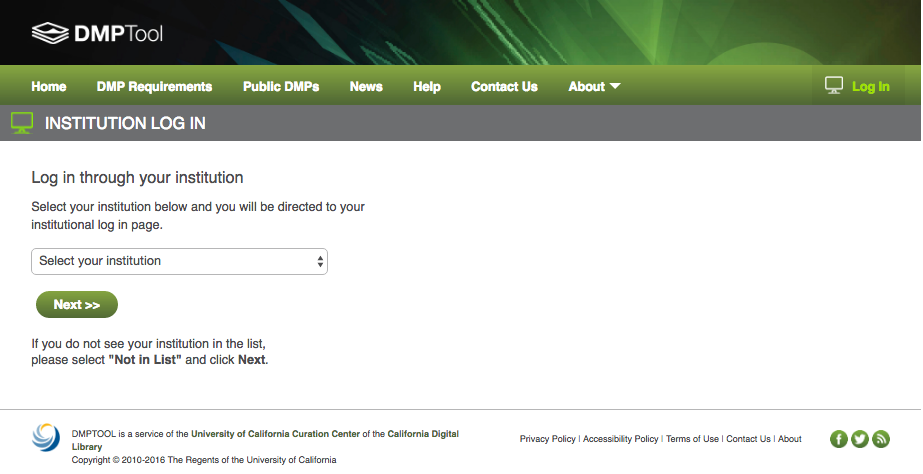 DMPTool
Home DMP Requirements Public DMPs News Help Contact Us About Log In
INSTITUTION LOG IN
Log in through your institution
Select your institution below and you will be directed to your
institutional log in page.
Select your institution
Next >>
If you do not see your institution in the list,
please select "Not in List" and click Next.
DMPTOOL is a service of the University of California Curation Center of the California Digital
Library
Copyright © 2010-2016 The Regents of the University of California
Privacy Policy | Accessibility Policy | Terms of Use | Contact Us | About